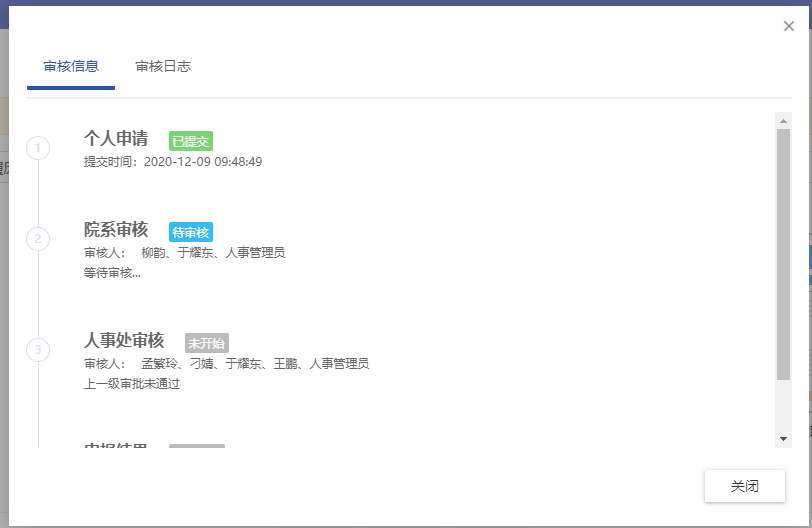 审核信息
审核日志
1
个人申请
已提交
提交时间：2020-12-09 09:48:49
2
院系审核
待审核
审核人： 柳韵、于耀东、人事管理员
等待审核...
3
人事处审核
未开始
审核人： 孟繁玲、刁婧、于耀东、王鹏、人事管理员
上一级审批未通过
关闭